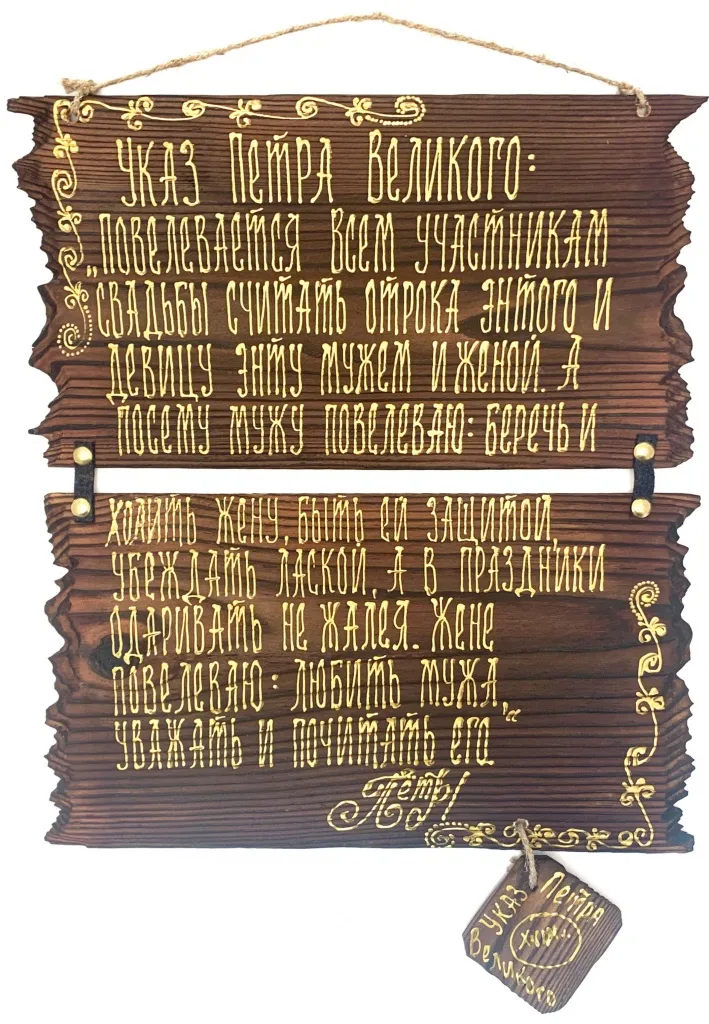 Указ Петра Великого:
„Повелевается всем участникам
свадьбы считать отрока энтого и
девицу энту мужем и женой. А
посему мужу повелеваю: беречь и
холить жену, быть ей защитой,
убеждать лаской, а в праздники
одаривать не жалея. Жене
повелеваю: любить мужа,
уважать и почитать его“
Пётр I
Указ Петра
Великого